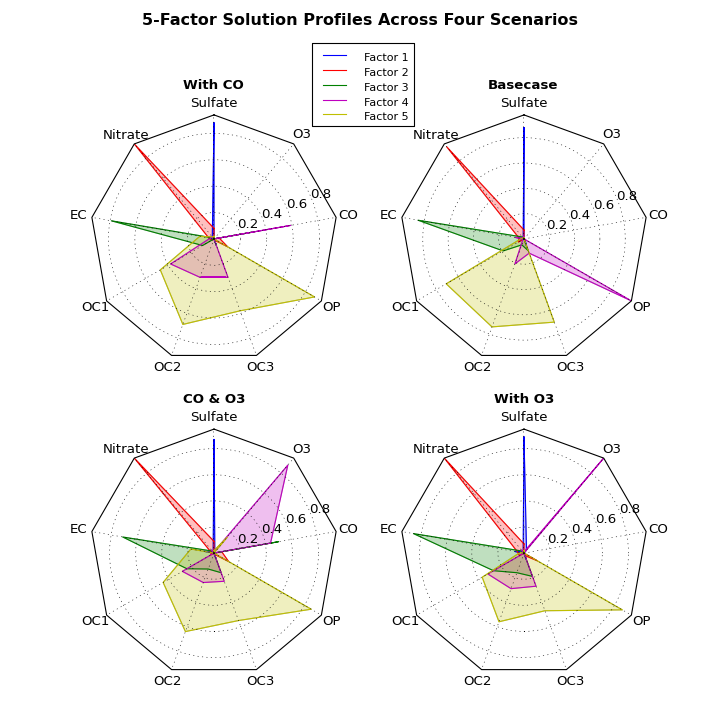 5-Factor Solution Profiles Across Four Scenarios
Factor 1
Factor 2
Factor 3
Factor 4
Factor 5
With CO
Sulfate
Nitrate
O3
EC
CO
0.2
0.4
0.6
0.8
OC1
OP
OC2
OC3
Basecase
Sulfate
Nitrate
O3
EC
CO
0.2
0.4
0.6
0.8
OC1
OP
OC2
OC3
CO & O3
Sulfate
Nitrate
O3
EC
CO
0.2
0.4
0.6
0.8
OC1
OP
OC2
OC3
With O3
Sulfate
Nitrate
O3
EC
CO
0.2
0.4
0.6
0.8
OC1
OP
OC2
OC3